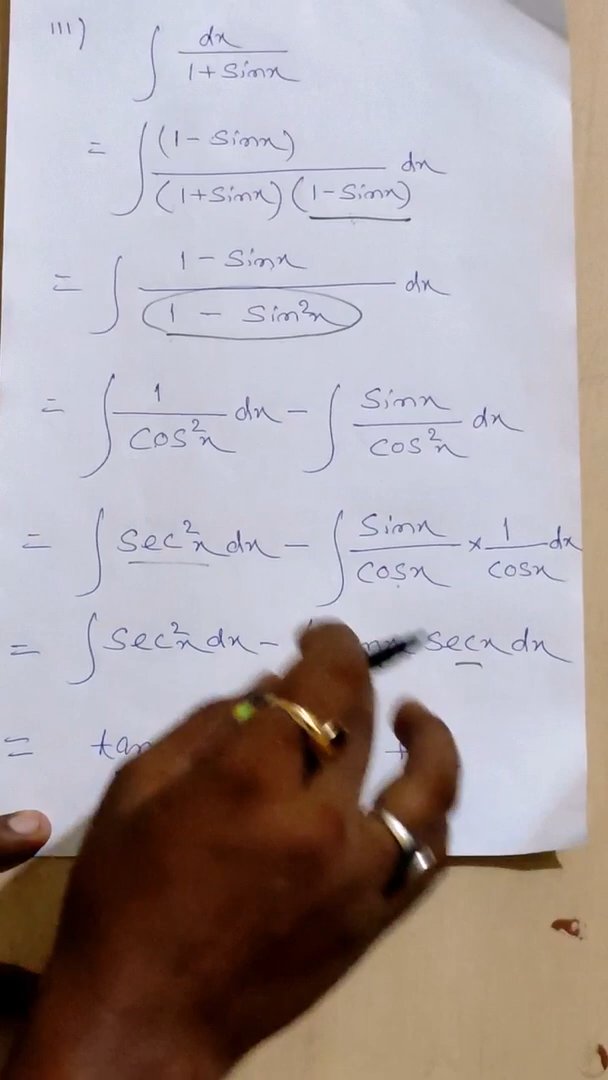 iii) ∫ dx / 1+Sinx
= ∫ (1-Sinx) / (1+Sinx)(1-Sinx) dx
= ∫ 1-Sinx / 1-Sin²x dx
= ∫ 1/Cos²x dx - ∫ Sinx/Cos²x dx
= ∫ Sec²x dx - ∫ Sinx/Cosx × 1/Cosx dx
= ∫ Sec²x dx - secx dx
=